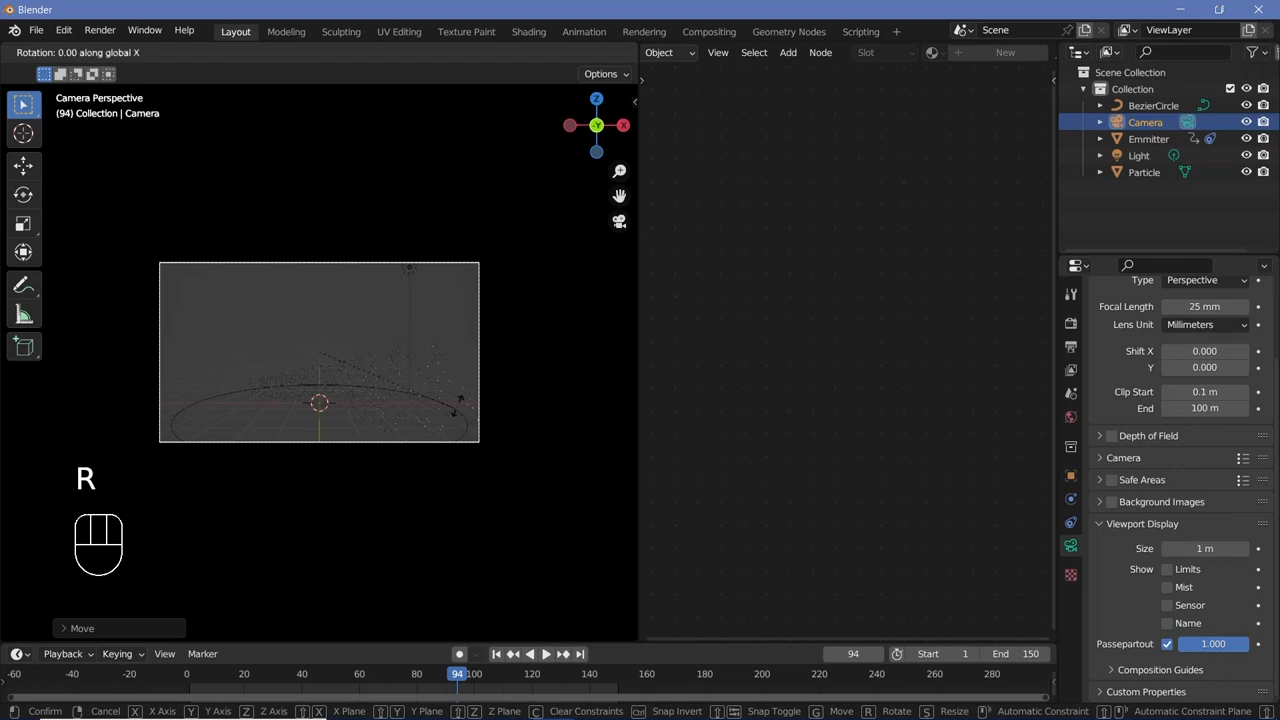 Blender
File Edit Render Window Help Layout Modeling Sculpting UV Editing Texture Paint Shading Animation Rendering Compositing Geometry Nodes Scripting + Scene ViewLayer
Rotation: 0.00 along global X
Object View Select Add Node Slot New
Options
Camera Perspective
(94) Collection | Camera
Z
-Y
X
R
Move
Scene Collection
Collection
BezierCircle
Camera
Emmitter
Light
Particle
Type Perspective
Focal Length 25 mm
Lens Unit Millimeters
Shift X 0.000
Y 0.000
Clip Start 0.1 m
End 100 m
Depth of Field
Camera
Safe Areas
Background Images
Viewport Display
Size 1 m
Show Limits
Mist
Sensor
Name
Passepartout 1.000
Composition Guides
Custom Properties
Playback Keying View Marker 94 Start 1 End 150
-60 -40 -20 0 20 40 60 80 94 120 140 160 180 200 220 240 260 280
Confirm Cancel X X Axis Y Y Axis Z Z Axis X X Plane Y Y Plane Z Z Plane C Clear Constraints Ctrl Snap Invert Snap Toggle G Move R Rotate S Resize Automatic Constraint Automatic Constraint Pl